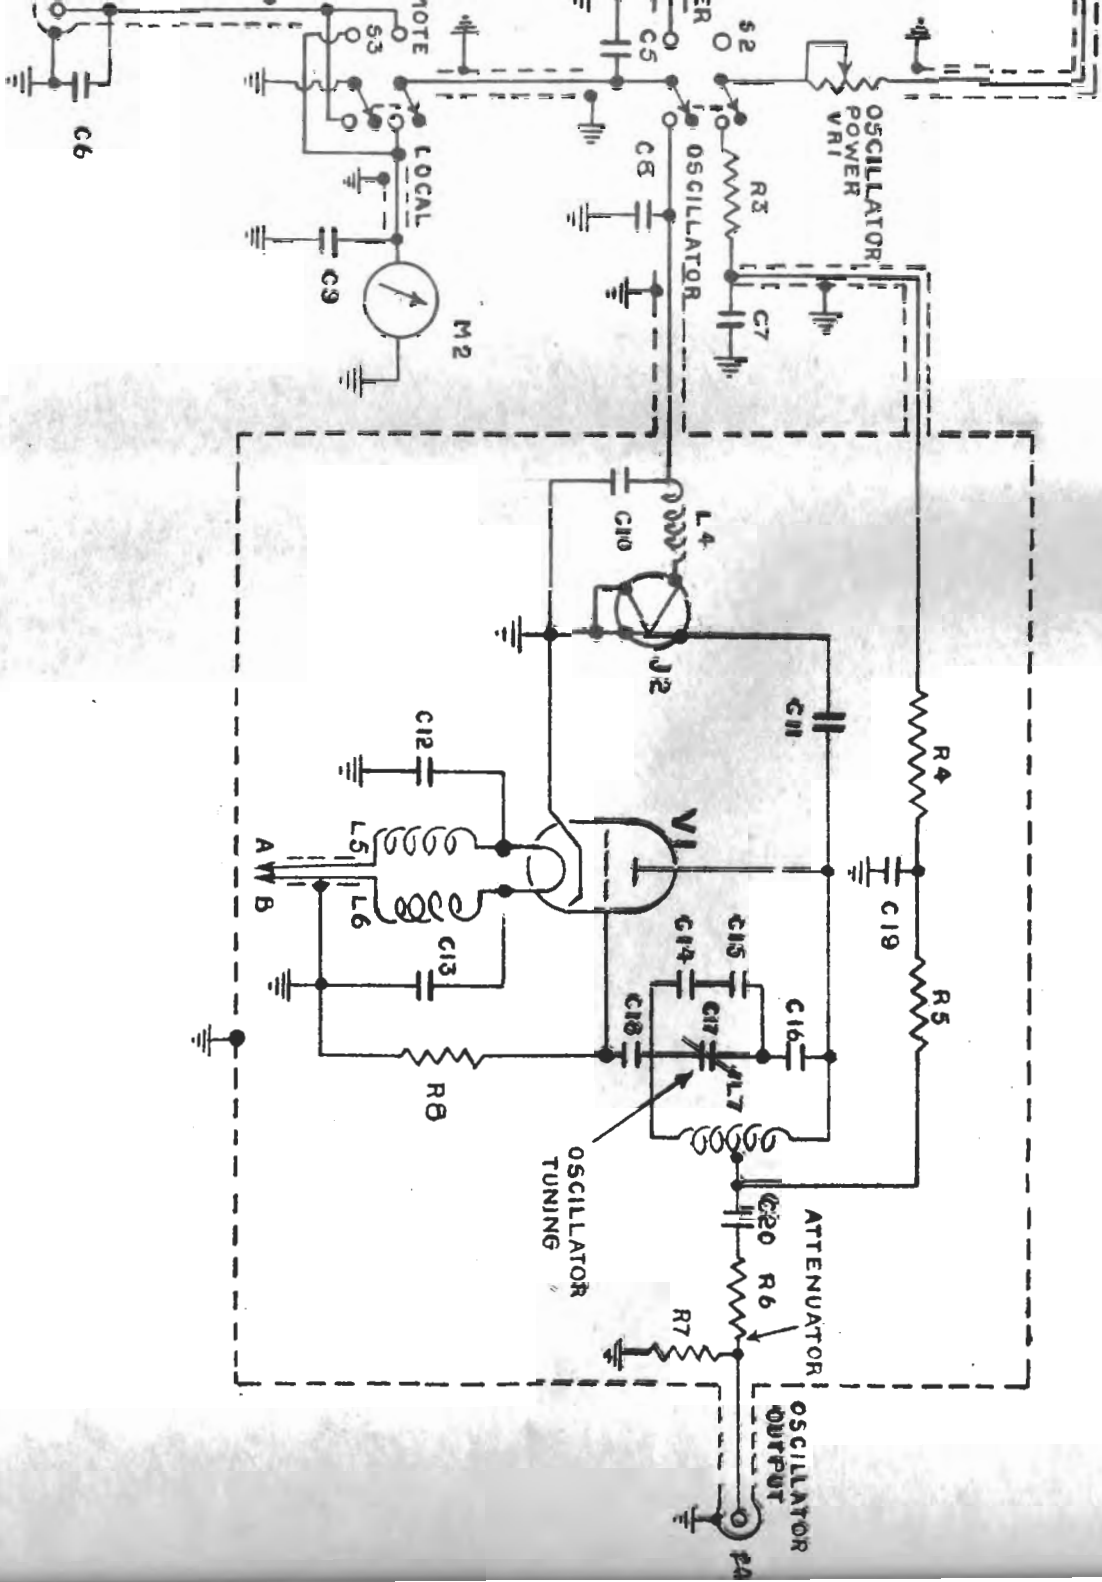 S3
C5
S2
C6
LOCAL
C8
OSCILLATOR
R3
OSCILLATOR
POWER
VR1
C9
M2
C7
C10
L4
J2
C11
R4
C12
V1
L5
A
B
L6
C13
C14
C15
C19
R5
C18
C17
C16
L7
R8
OSCILLATOR
TUNING
C20
R6
ATTENUATOR
R7
OSCILLATOR
OUTPUT